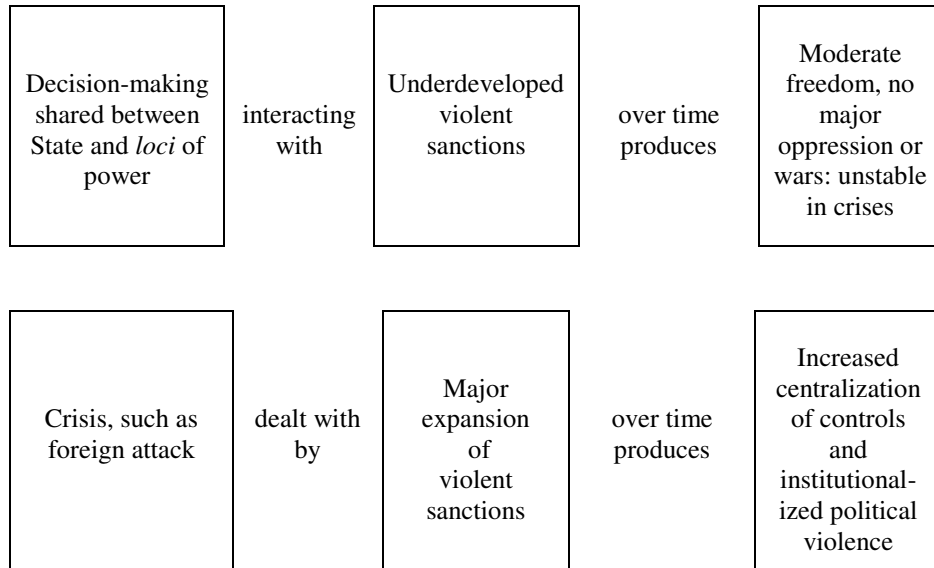 Decision-making
shared between
State and loci of
power
interacting
with
Underdeveloped
violent
sanctions
over time
produces
Moderate
freedom, no
major
oppression or
wars: unstable
in crises
Crisis, such as
foreign attack
dealt with
by
Major
expansion
of
violent
sanctions
over time
produces
Increased
centralization
of controls
and
institutional-
ized political
violence